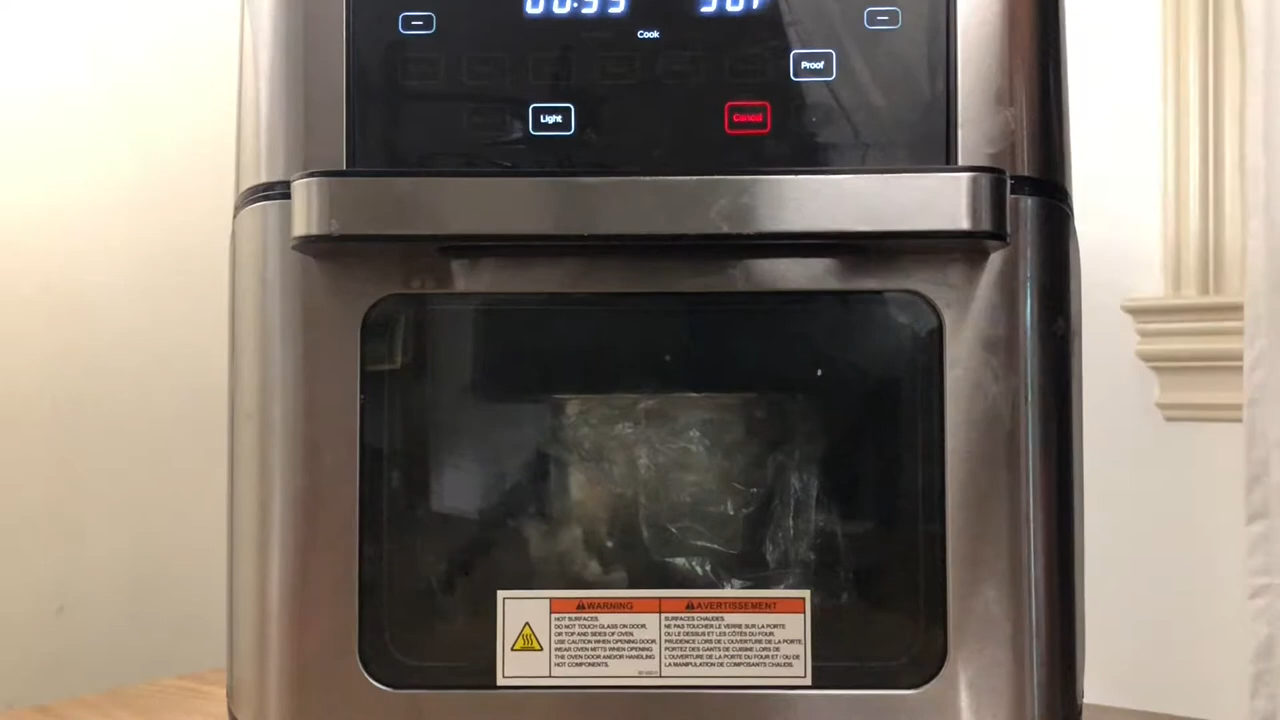 00:55
90F
Cook
Proof
Light
Cancel
WARNING
HOT SURFACES.
DO NOT TOUCH GLASS ON DOOR,
OR TOP AND SIDES OF OVEN.
USE CAUTION WHEN OPENING DOOR.
WEAR OVEN MITTS WHEN OPENING
THE OVEN DOOR AND/OR HANDLING
HOT COMPONENTS.
AVERTISSEMENT
SURFACES CHAUDES.
NE PAS TOUCHER LE VERRE SUR LA PORTE
OU LE DESSUS ET LES CÔTÉS DU FOUR.
PRUDENCE LORS DE L'OUVERTURE DE LA PORTE.
PORTEZ DES GANTS DE CUISINE LORS DE
L'OUVERTURE DE LA PORTE DU FOUR ET / OU DE
LA MANIPULATION DE COMPOSANTS CHAUDS.